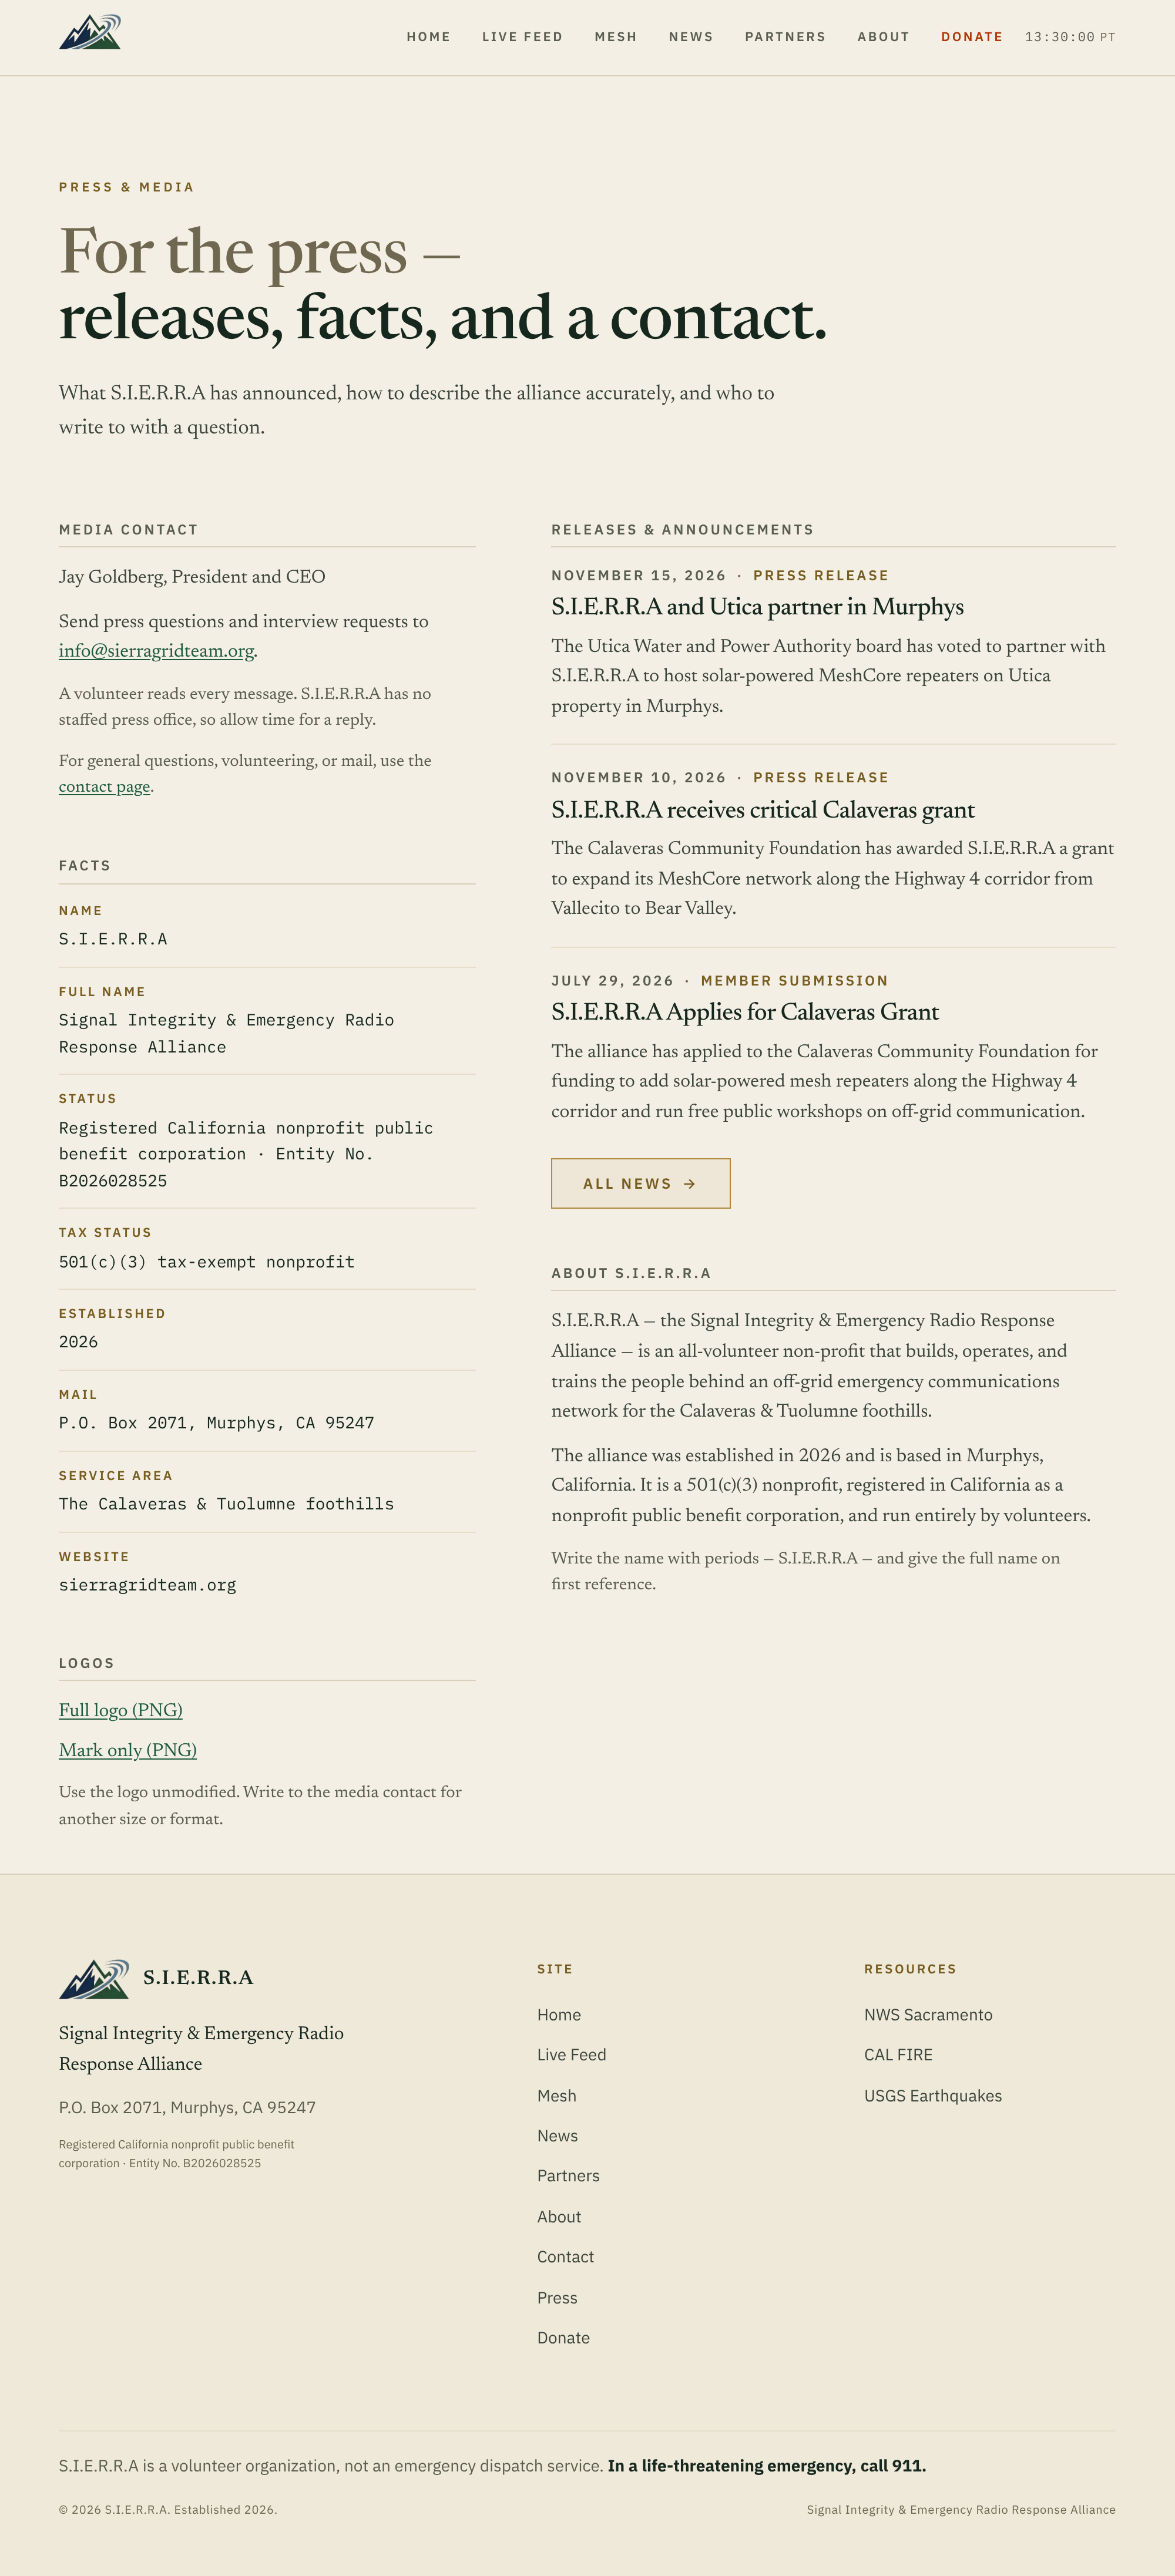 HOME LIVE FEED MESH NEWS PARTNERS ABOUT DONATE 13:30:00 PT
PRESS & MEDIA
For the press —
releases, facts, and a contact.
What S.I.E.R.R.A has announced, how to describe the alliance accurately, and who to
write to with a question.
MEDIA CONTACT
Jay Goldberg, President and CEO
Send press questions and interview requests to
info@sierragridteam.org.
A volunteer reads every message. S.I.E.R.R.A has no
staffed press office, so allow time for a reply.
For general questions, volunteering, or mail, use the
contact page.
FACTS
NAME
S.I.E.R.R.A
FULL NAME
Signal Integrity & Emergency Radio
Response Alliance
STATUS
Registered California nonprofit public
benefit corporation · Entity No.
B2026028525
TAX STATUS
501(c)(3) tax-exempt nonprofit
ESTABLISHED
2026
MAIL
P.O. Box 2071, Murphys, CA 95247
SERVICE AREA
The Calaveras & Tuolumne foothills
WEBSITE
sierragridteam.org
LOGOS
Full logo (PNG)
Mark only (PNG)
Use the logo unmodified. Write to the media contact for
another size or format.
RELEASES & ANNOUNCEMENTS
NOVEMBER 15, 2026 · PRESS RELEASE
S.I.E.R.R.A and Utica partner in Murphys
The Utica Water and Power Authority board has voted to partner with
S.I.E.R.R.A to host solar-powered MeshCore repeaters on Utica
property in Murphys.
NOVEMBER 10, 2026 · PRESS RELEASE
S.I.E.R.R.A receives critical Calaveras grant
The Calaveras Community Foundation has awarded S.I.E.R.R.A a grant
to expand its MeshCore network along the Highway 4 corridor from
Vallecito to Bear Valley.
JULY 29, 2026 · MEMBER SUBMISSION
S.I.E.R.R.A Applies for Calaveras Grant
The alliance has applied to the Calaveras Community Foundation for
funding to add solar-powered mesh repeaters along the Highway 4
corridor and run free public workshops on off-grid communication.
ALL NEWS →
ABOUT S.I.E.R.R.A
S.I.E.R.R.A — the Signal Integrity & Emergency Radio Response
Alliance — is an all-volunteer non-profit that builds, operates, and
trains the people behind an off-grid emergency communications
network for the Calaveras & Tuolumne foothills.
The alliance was established in 2026 and is based in Murphys,
California. It is a 501(c)(3) nonprofit, registered in California as a
nonprofit public benefit corporation, and run entirely by volunteers.
Write the name with periods — S.I.E.R.R.A — and give the full name on
first reference.
S.I.E.R.R.A
Signal Integrity & Emergency Radio
Response Alliance
P.O. Box 2071, Murphys, CA 95247
Registered California nonprofit public benefit
corporation · Entity No. B2026028525
SITE
Home
Live Feed
Mesh
News
Partners
About
Contact
Press
Donate
RESOURCES
NWS Sacramento
CAL FIRE
USGS Earthquakes
S.I.E.R.R.A is a volunteer organization, not an emergency dispatch service. In a life-threatening emergency, call 911.
© 2026 S.I.E.R.R.A. Established 2026.
Signal Integrity & Emergency Radio Response Alliance